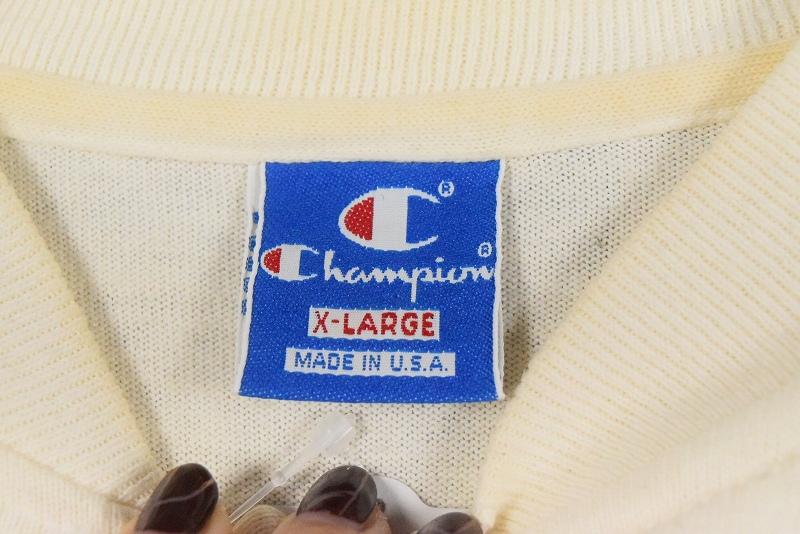 ®
Champion®
X-LARGE
MADE IN U.S.A.